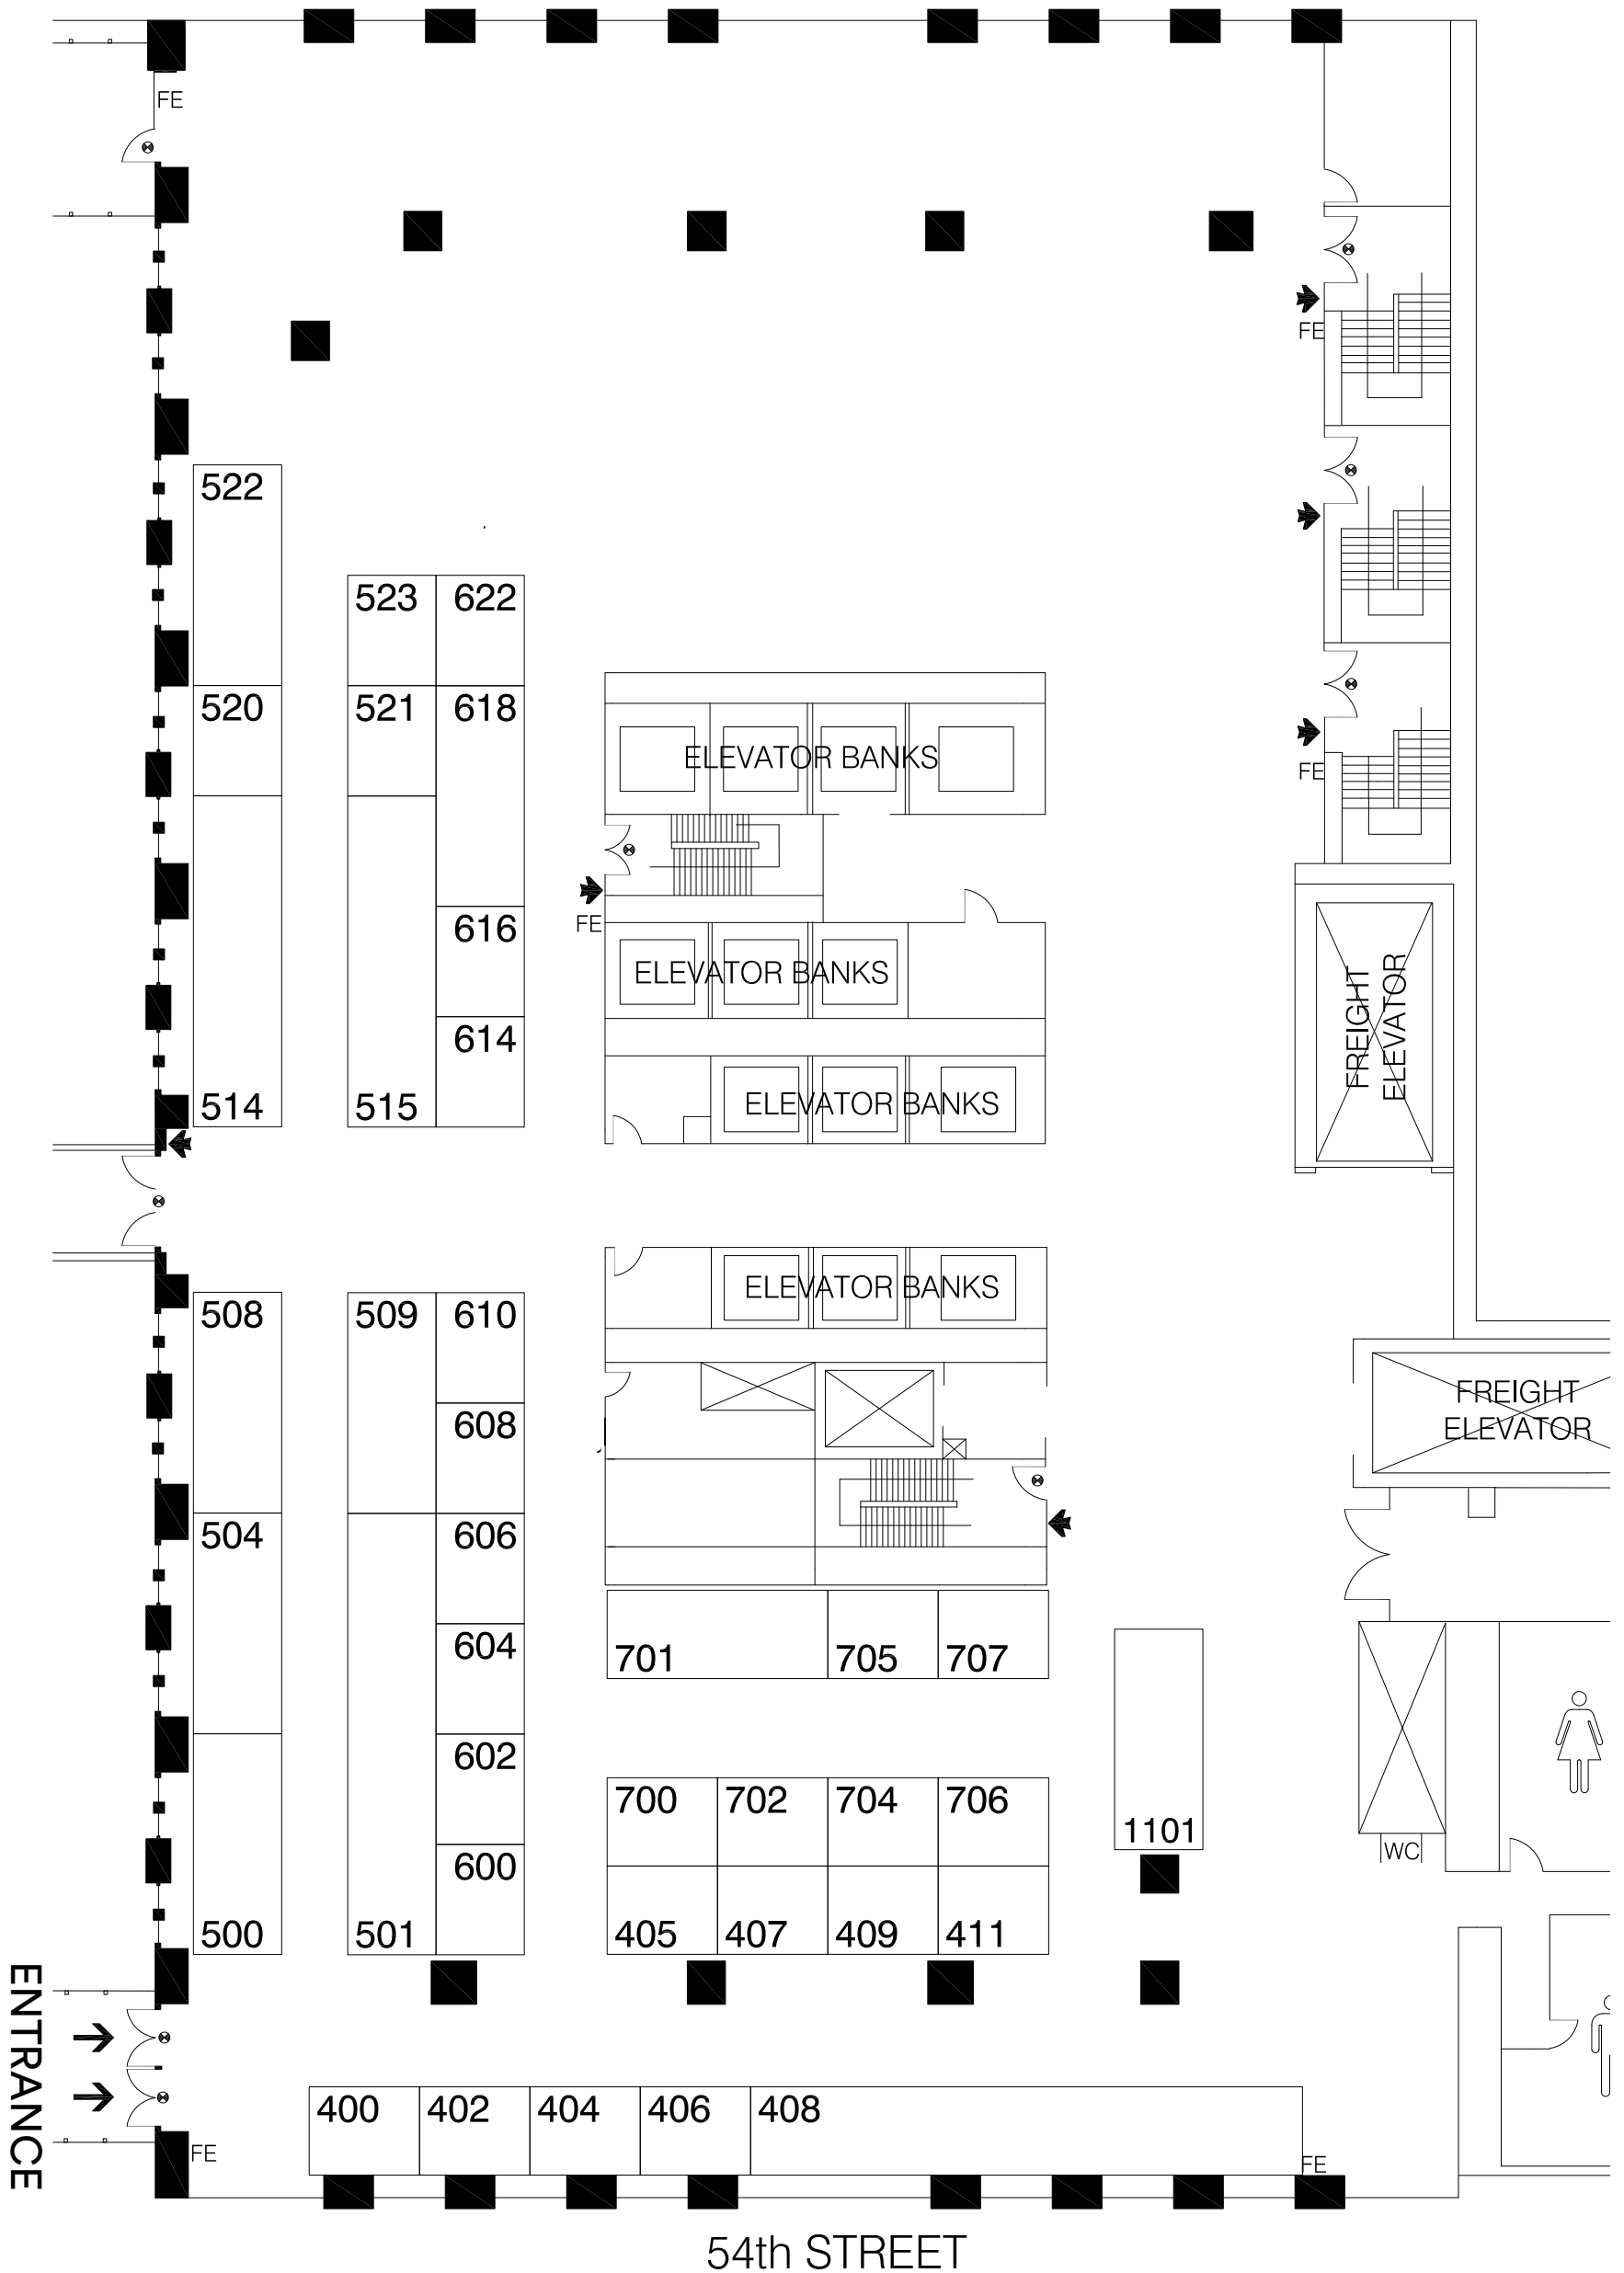 FE
FE
522
523 622
520 521 618
ELEVATOR BANKS
FE
616
FE
ELEVATOR BANKS
FREIGHT
ELEVATOR
614
514 515
ELEVATOR BANKS
508 509 610
ELEVATOR BANKS
FREIGHT
ELEVATOR
608
504 606
604
701 705 707
602
700 702 704 706
1101
WC
600
500 501 405 407 409 411
ENTRANCE
400 402 404 406 408
FE
FE
54th STREET